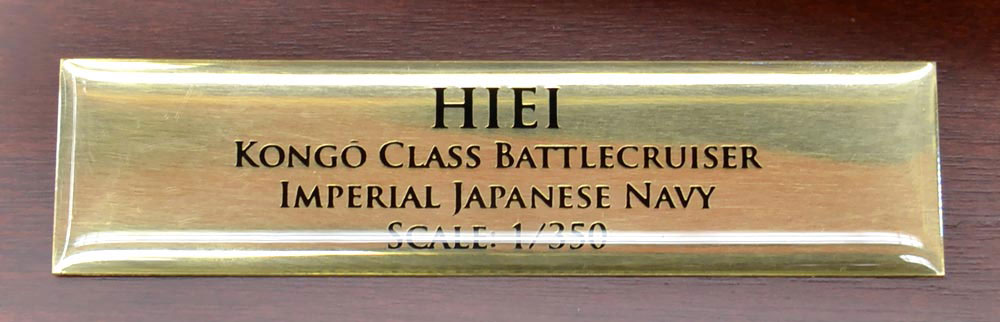 HIEI
Kongō Class Battlecruiser
Imperial Japanese Navy
Scale: 1/350